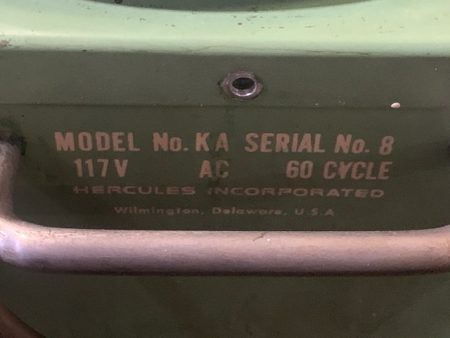 MODEL No. KA SERIAL No. 8
117V AC 60 CYCLE
HERCULES INCORPORATED
Wilmington, Delaware, U.S.A